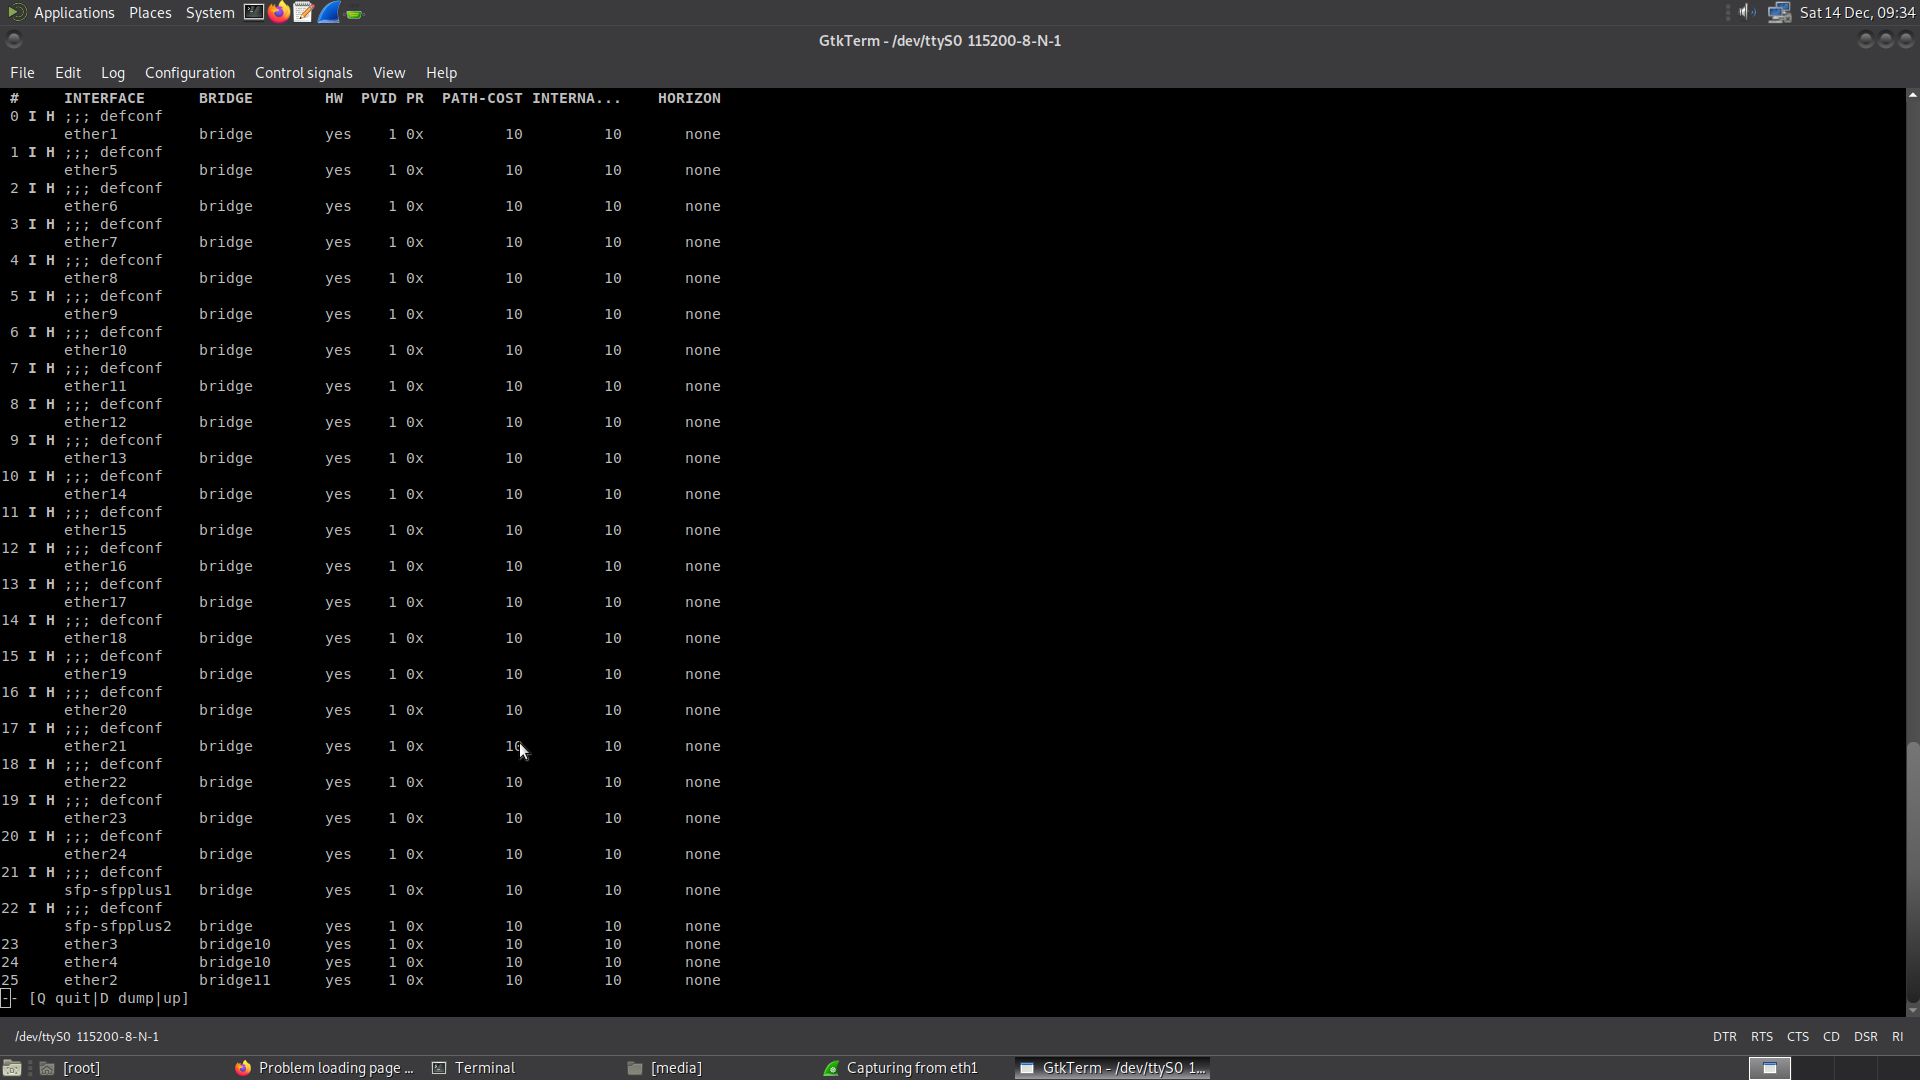 Applications Places System Sat 14 Dec, 09:34
GtkTerm - /dev/ttyS0 115200-8-N-1
File Edit Log Configuration Control signals View Help
# INTERFACE BRIDGE HW PVID PR PATH-COST INTERNA... HORIZON
0 I H ;;; defconf
ether1 bridge yes 1 0x 10 10 none
1 I H ;;; defconf
ether5 bridge yes 1 0x 10 10 none
2 I H ;;; defconf
ether6 bridge yes 1 0x 10 10 none
3 I H ;;; defconf
ether7 bridge yes 1 0x 10 10 none
4 I H ;;; defconf
ether8 bridge yes 1 0x 10 10 none
5 I H ;;; defconf
ether9 bridge yes 1 0x 10 10 none
6 I H ;;; defconf
ether10 bridge yes 1 0x 10 10 none
7 I H ;;; defconf
ether11 bridge yes 1 0x 10 10 none
8 I H ;;; defconf
ether12 bridge yes 1 0x 10 10 none
9 I H ;;; defconf
ether13 bridge yes 1 0x 10 10 none
10 I H ;;; defconf
ether14 bridge yes 1 0x 10 10 none
11 I H ;;; defconf
ether15 bridge yes 1 0x 10 10 none
12 I H ;;; defconf
ether16 bridge yes 1 0x 10 10 none
13 I H ;;; defconf
ether17 bridge yes 1 0x 10 10 none
14 I H ;;; defconf
ether18 bridge yes 1 0x 10 10 none
15 I H ;;; defconf
ether19 bridge yes 1 0x 10 10 none
16 I H ;;; defconf
ether20 bridge yes 1 0x 10 10 none
17 I H ;;; defconf
ether21 bridge yes 1 0x 10 10 none
18 I H ;;; defconf
ether22 bridge yes 1 0x 10 10 none
19 I H ;;; defconf
ether23 bridge yes 1 0x 10 10 none
20 I H ;;; defconf
ether24 bridge yes 1 0x 10 10 none
21 I H ;;; defconf
sfp-sfpplus1 bridge yes 1 0x 10 10 none
22 I H ;;; defconf
sfp-sfpplus2 bridge yes 1 0x 10 10 none
23 ether3 bridge10 yes 1 0x 10 10 none
24 ether4 bridge10 yes 1 0x 10 10 none
25 ether2 bridge11 yes 1 0x 10 10 none
-- [Q quit|D dump|up]
/dev/ttyS0 115200-8-N-1 DTR RTS CTS CD DSR RI
[root] Problem loading page ... Terminal [media] Capturing from eth1 GtkTerm - /dev/ttyS0 1...